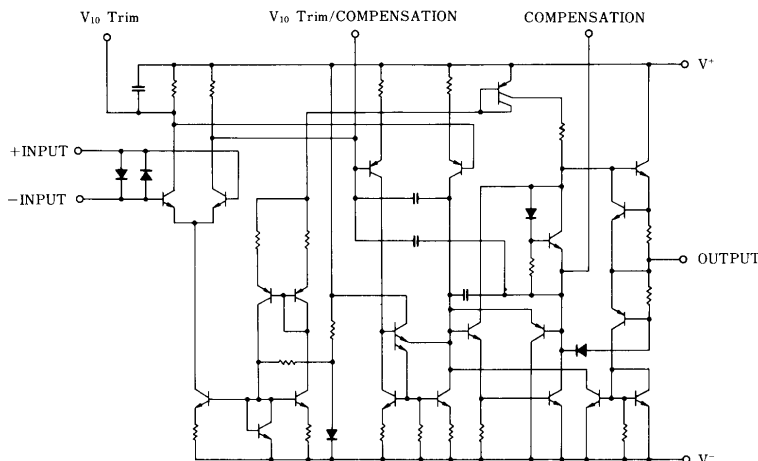 V₁₀ Trim
V₁₀ Trim/COMPENSATION
COMPENSATION
V⁺
+INPUT
−INPUT
OUTPUT
V⁻